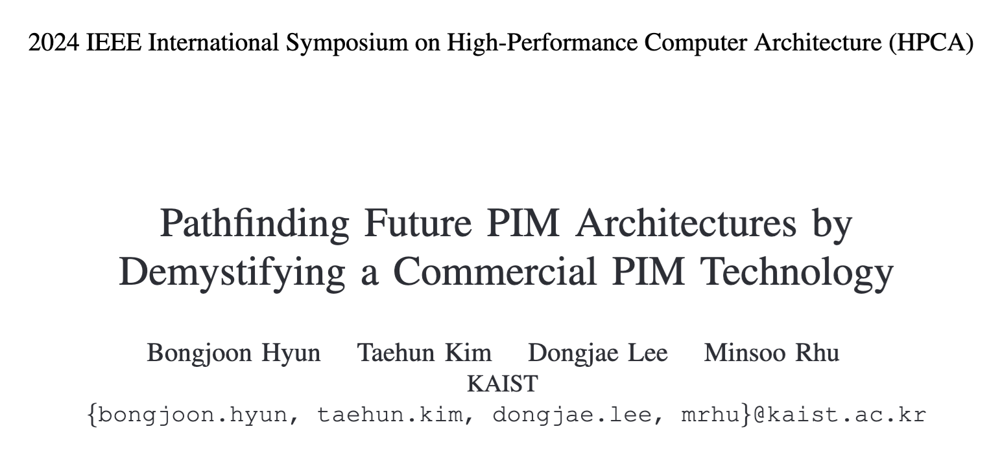 2024 IEEE International Symposium on High-Performance Computer Architecture (HPCA)
Pathfinding Future PIM Architectures by
Demystifying a Commercial PIM Technology
Bongjoon Hyun Taehun Kim Dongjae Lee Minsoo Rhu
KAIST
{bongjoon.hyun, taehun.kim, dongjae.lee, mrhu}@kaist.ac.kr